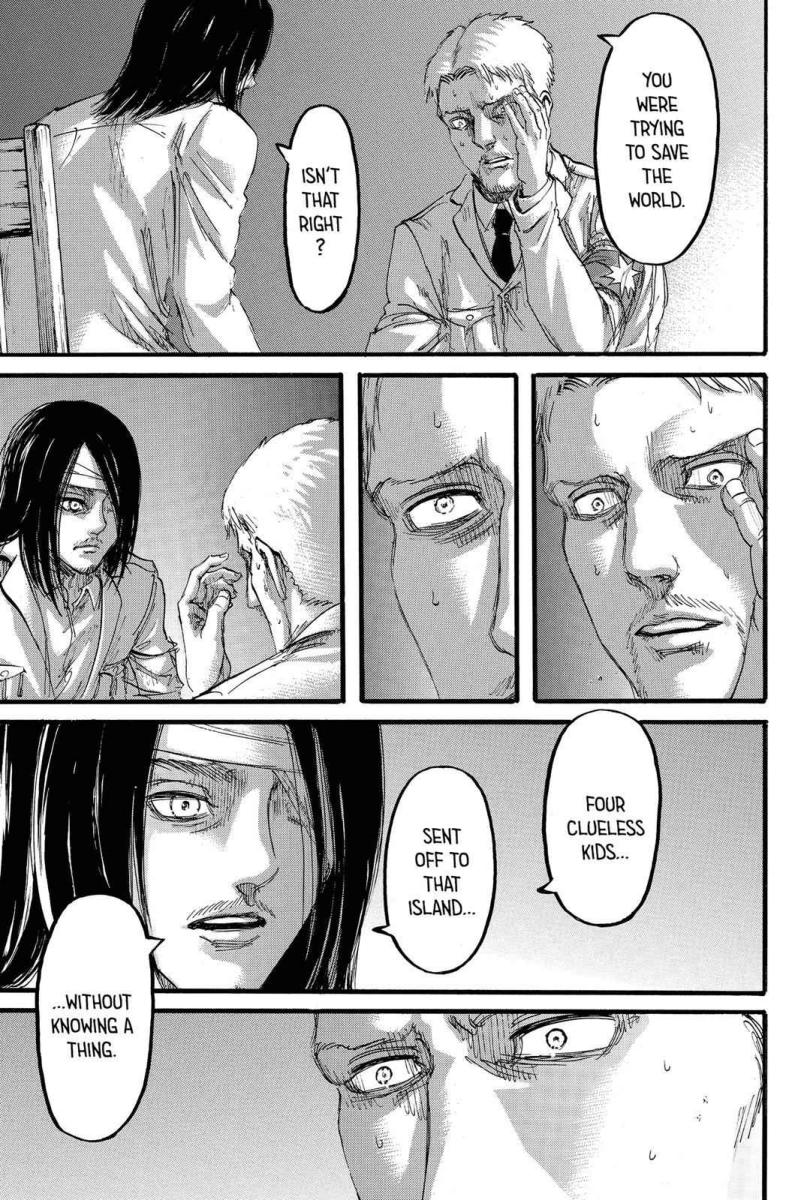 YOU
WERE
TRYING
TO SAVE
THE
WORLD.
ISN'T
THAT
RIGHT
?
FOUR
CLUELESS
KIDS...
SENT
OFF TO
THAT
ISLAND...
...WITHOUT
KNOWING A
THING.